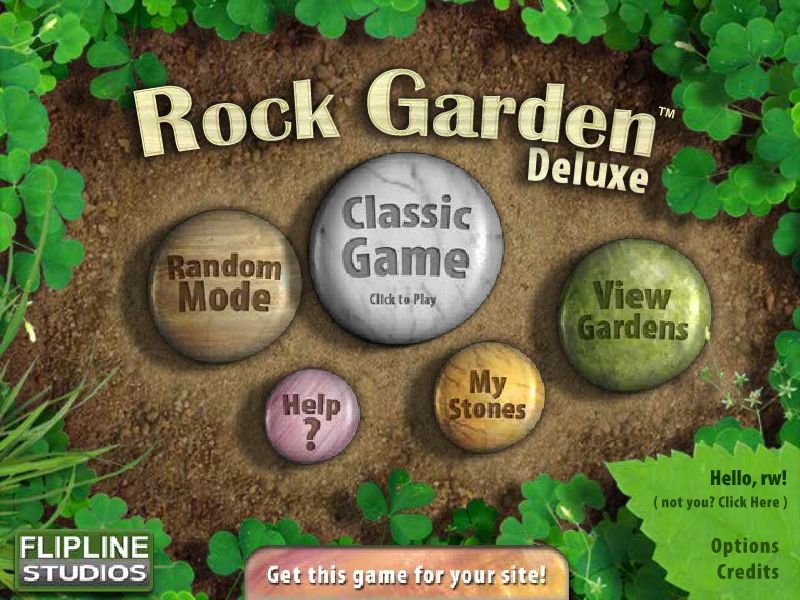 Rock Garden™
Deluxe
Classic
Game
Click to Play
Random
Mode
View
Gardens
Help
?
My
Stones
Hello, rw!
( not you? Click Here )
Options
Credits
FLIPLINE
STUDIOS
Get this game for your site!